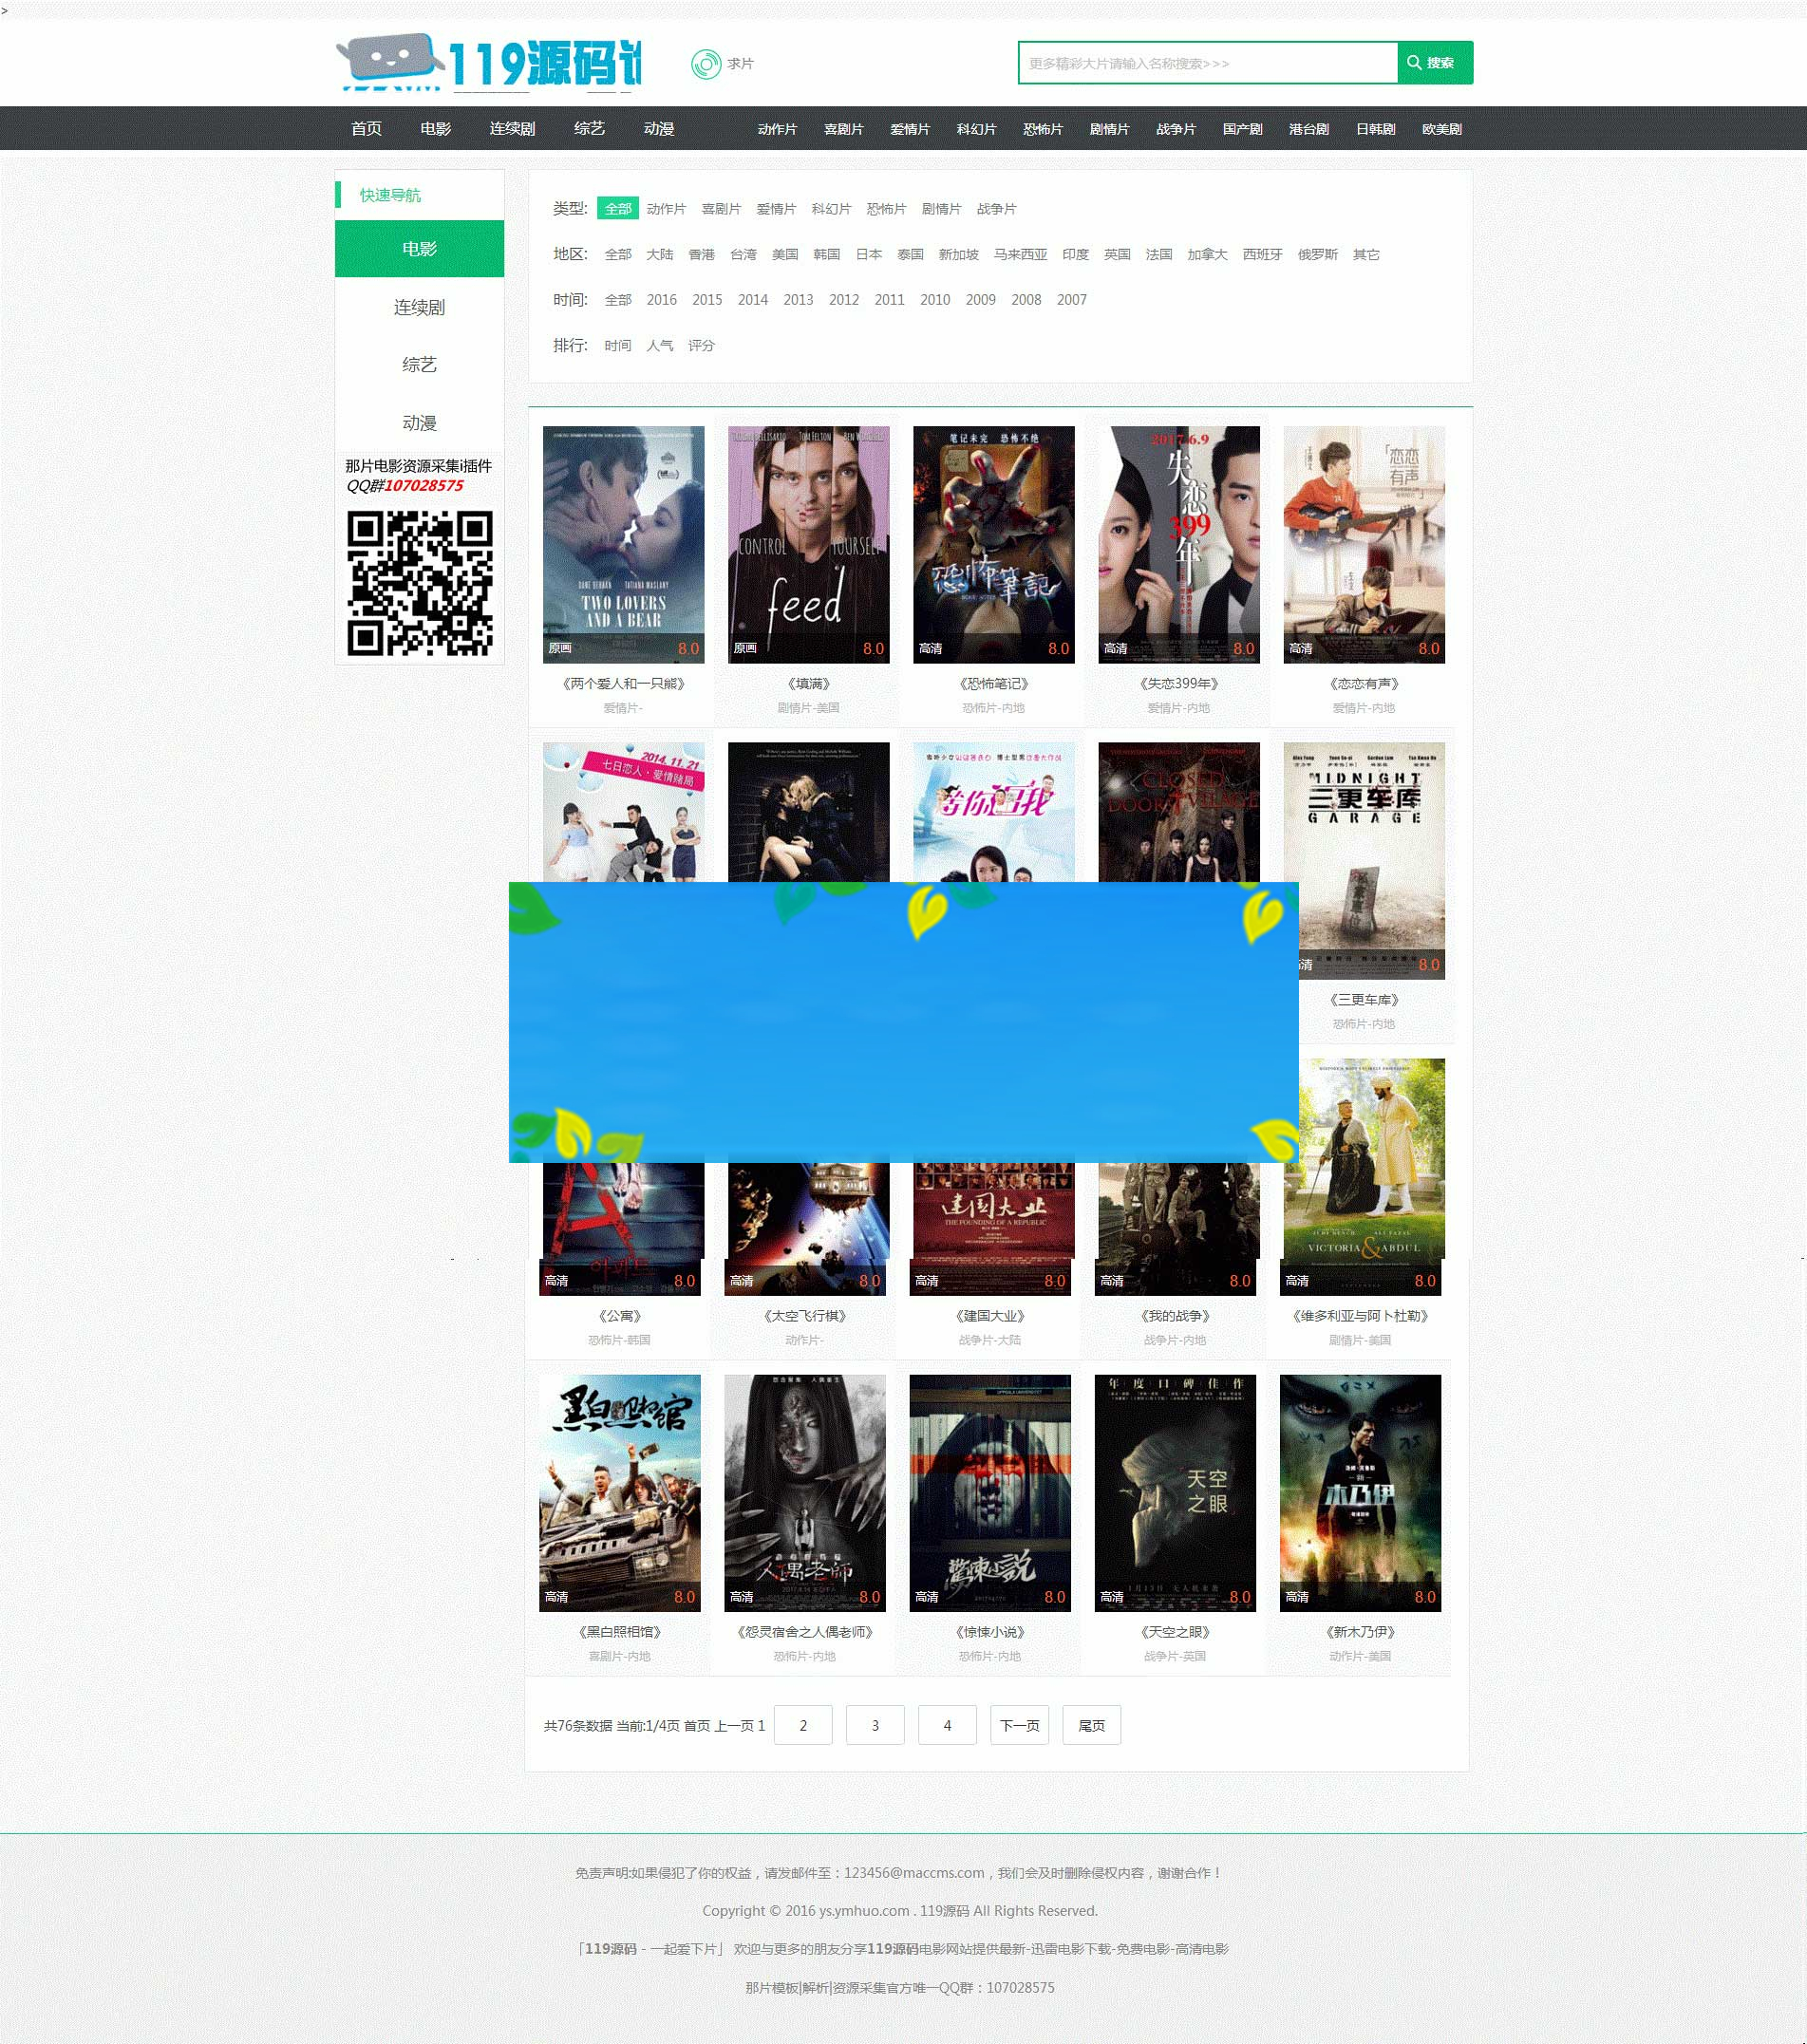 >
119源码
求片
更多精彩大片请输入名称搜索>>>
搜索
首页 电影 连续剧 综艺 动漫 动作片 喜剧片 爱情片 科幻片 恐怖片 剧情片 战争片 国产剧 港台剧 日韩剧 欧美剧
快速导航
电影
连续剧
综艺
动漫
那片电影资源采集i插件
QQ群107028575
类型: 全部 动作片 喜剧片 爱情片 科幻片 恐怖片 剧情片 战争片
地区: 全部 大陆 香港 台湾 美国 韩国 日本 泰国 新加坡 马来西亚 印度 英国 法国 加拿大 西班牙 俄罗斯 其它
时间: 全部 2016 2015 2014 2013 2012 2011 2010 2009 2008 2007
排行: 时间 人气 评分
DANE DEHAAN TATIANA MASLANY
TWO LOVERS
AND A BEAR
原画 8.0
TOM FELTON
CONTROL YOURSELF
feed
原画 8.0
笔记未完 恐怖不绝
恐怖笔記
高清 8.0
2017.6.9
失恋
399
年
高清 8.0
「恋恋
有声」
高清 8.0
《两个爱人和一只熊》 《填满》 《恐怖笔记》 《失恋399年》 《恋恋有声》
爱情片- 剧情片-美国 恐怖片-内地 爱情片-内地 爱情片-内地
2014.11.21
七日恋人·爱情赌局
等你爱我
CLOSED
DOOR VILLAGE
MIDNIGHT
三更车库
GARAGE
清 8.0
《三更车库》
恐怖片-内地
高清 8.0
高清 8.0
建国大业
THE FOUNDING OF A REPUBLIC
高清 8.0
高清 8.0
VICTORIA & ABDUL
高清 8.0
《公寓》 《太空飞行棋》 《建国大业》 《我的战争》 《维多利亚与阿卜杜勒》
恐怖片-韩国 动作片- 战争片-大陆 战争片-内地 剧情片-美国
黑白照相馆
高清 8.0
人偶老師
高清 8.0
驚悚小說
高清 8.0
年度口碑佳作
天空
之眼
高清 8.0
新
木乃伊
高清 8.0
《黑白照相馆》 《怨灵宿舍之人偶老师》 《惊悚小说》 《天空之眼》 《新木乃伊》
喜剧片-内地 恐怖片-内地 恐怖片-内地 战争片-英国 动作片-美国
共76条数据 当前:1/4页 首页 上一页 1 2 3 4 下一页 尾页
免责声明:如果侵犯了你的权益，请发邮件至：123456@maccms.com，我们会及时删除侵权内容，谢谢合作！
Copyright © 2016 ys.ymhuo.com . 119源码 All Rights Reserved.
「119源码 - 一起爱下片」 欢迎与更多的朋友分享119源码电影网站提供最新-迅雷电影下载-免费电影-高清电影
那片模板|解析|资源采集官方唯一QQ群：107028575